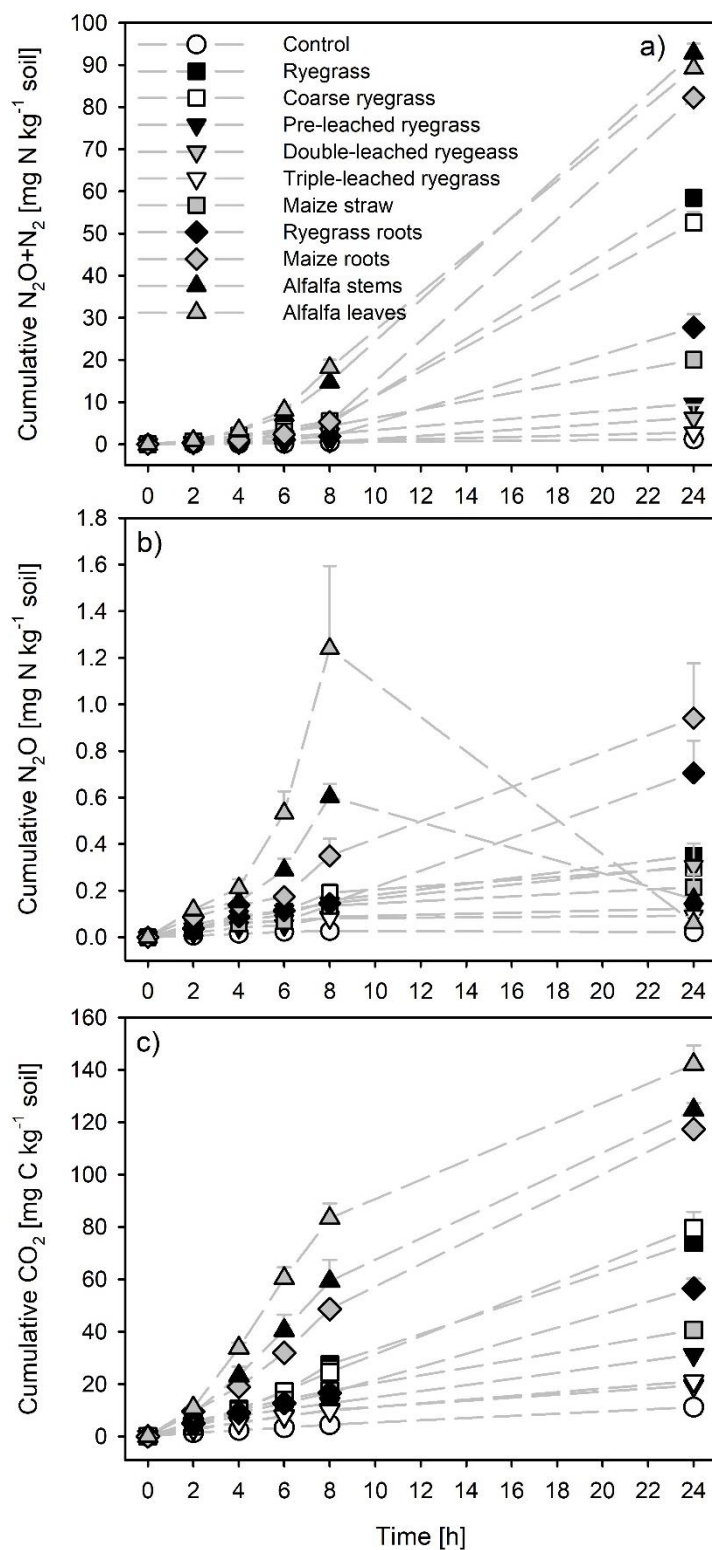 a)
Control
Ryegrass
Coarse ryegrass
Pre-leached ryegrass
Double-leached ryegeass
Triple-leached ryegrass
Maize straw
Ryegrass roots
Maize roots
Alfalfa stems
Alfalfa leaves
Cumulative N₂O+N₂ [mg N kg⁻¹ soil]
100
90
80
70
60
50
40
30
20
10
0
0 2 4 6 8 10 12 14 16 18 20 22 24
b)
Cumulative N₂O [mg N kg⁻¹ soil]
1.8
1.6
1.4
1.2
1.0
0.8
0.6
0.4
0.2
0.0
0 2 4 6 8 10 12 14 16 18 20 22 24
c)
Cumulative CO₂ [mg C kg⁻¹ soil]
160
140
120
100
80
60
40
20
0
0 2 4 6 8 10 12 14 16 18 20 22 24
Time [h]